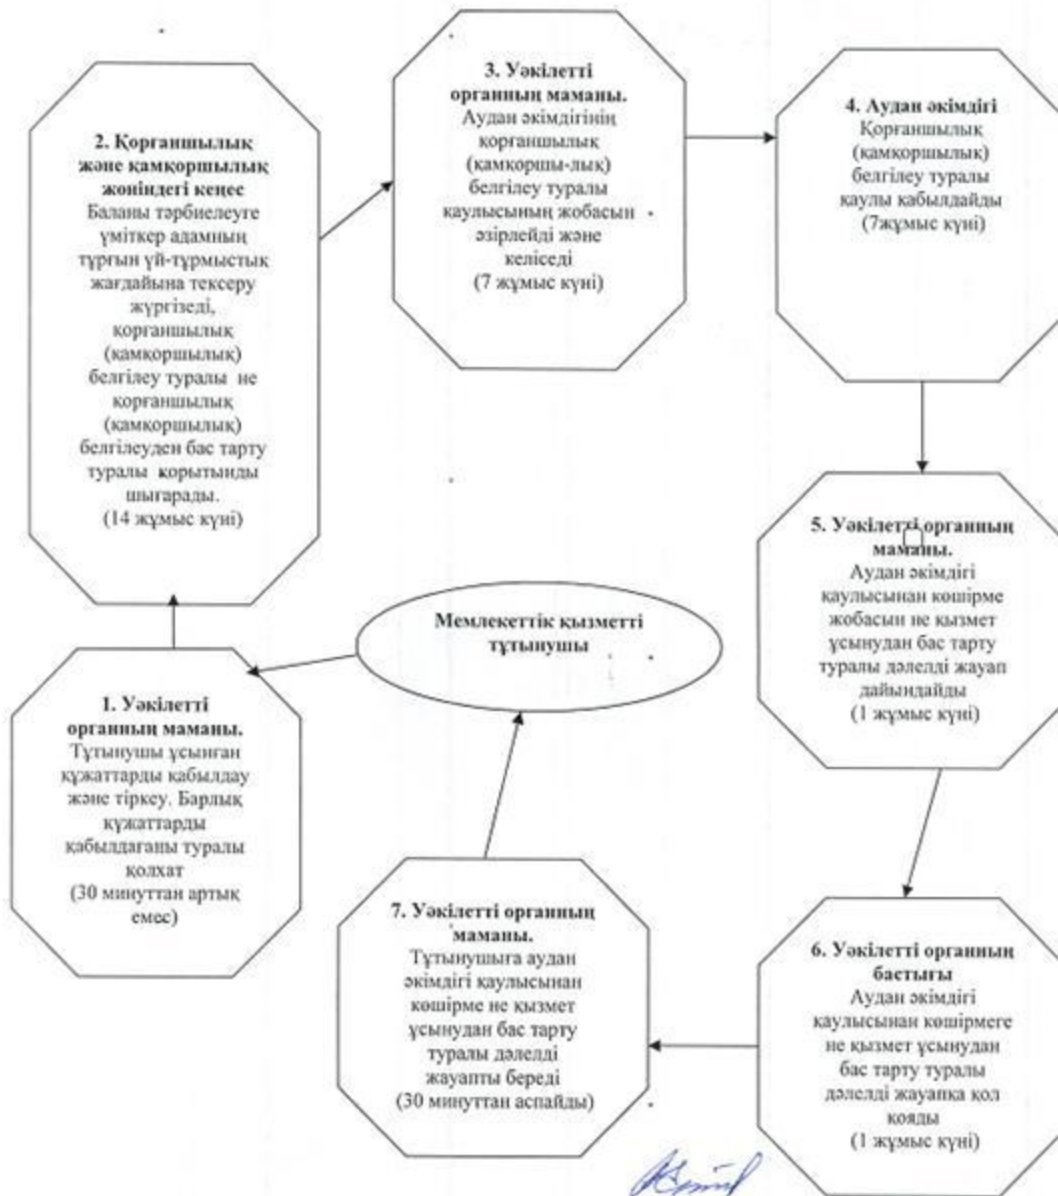 2. Қорғаншылық
және қамқоршылық
жөніндегі кеңес
Баланы тәрбиелеуге
үміткер адамның
тұрғын үй-тұрмыстық
жағдайына тексеру
жүргізеді,
қорғаншылық
(қамқоршылық)
белгілеу туралы не
қорғаншылық
(қамқоршылық)
белгілеуден бас тарту
туралы қорытынды
шығарады.
(14 жұмыс күні)
3. Уәкілетті
органның маманы.
Аудан әкімдігінің
қорғаншылық
(қамқоршы-лық)
белгілеу туралы
қаулысының жобасын
әзірлейді және
келіседі
(7 жұмыс күні)
4. Аудан әкімдігі
Қорғаншылық
(қамқоршылық)
белгілеу туралы
қаулы қабылдайды
(7жұмыс күні)
5. Уәкілетті органның
маманы.
Аудан әкімдігі
қаулысынан көшірме
жобасын не қызмет
ұсынудан бас тарту
туралы дәлелді жауап
дайындайды
(1 жұмыс күні)
Мемлекеттік қызметті
тұтынушы
1. Уәкілетті
органның маманы.
Тұтынушы ұсынған
құжаттарды қабылдау
және тіркеу. Барлық
құжаттарды
қабылдағаны туралы
қолхат
(30 минуттан артық
емес)
7. Уәкілетті органның
маманы.
Тұтынушыға аудан
әкімдігі қаулысынан
көшірме не қызмет
ұсынудан бас тарту
туралы дәлелді
жауапты береді
(30 минуттан аспайды)
6. Уәкілетті органның
бастығы
Аудан әкімдігі
қаулысынан көшірмеге
не қызмет ұсынудан
бас тарту туралы
дәлелді жауапқа қол
қояды
(1 жұмыс күні)